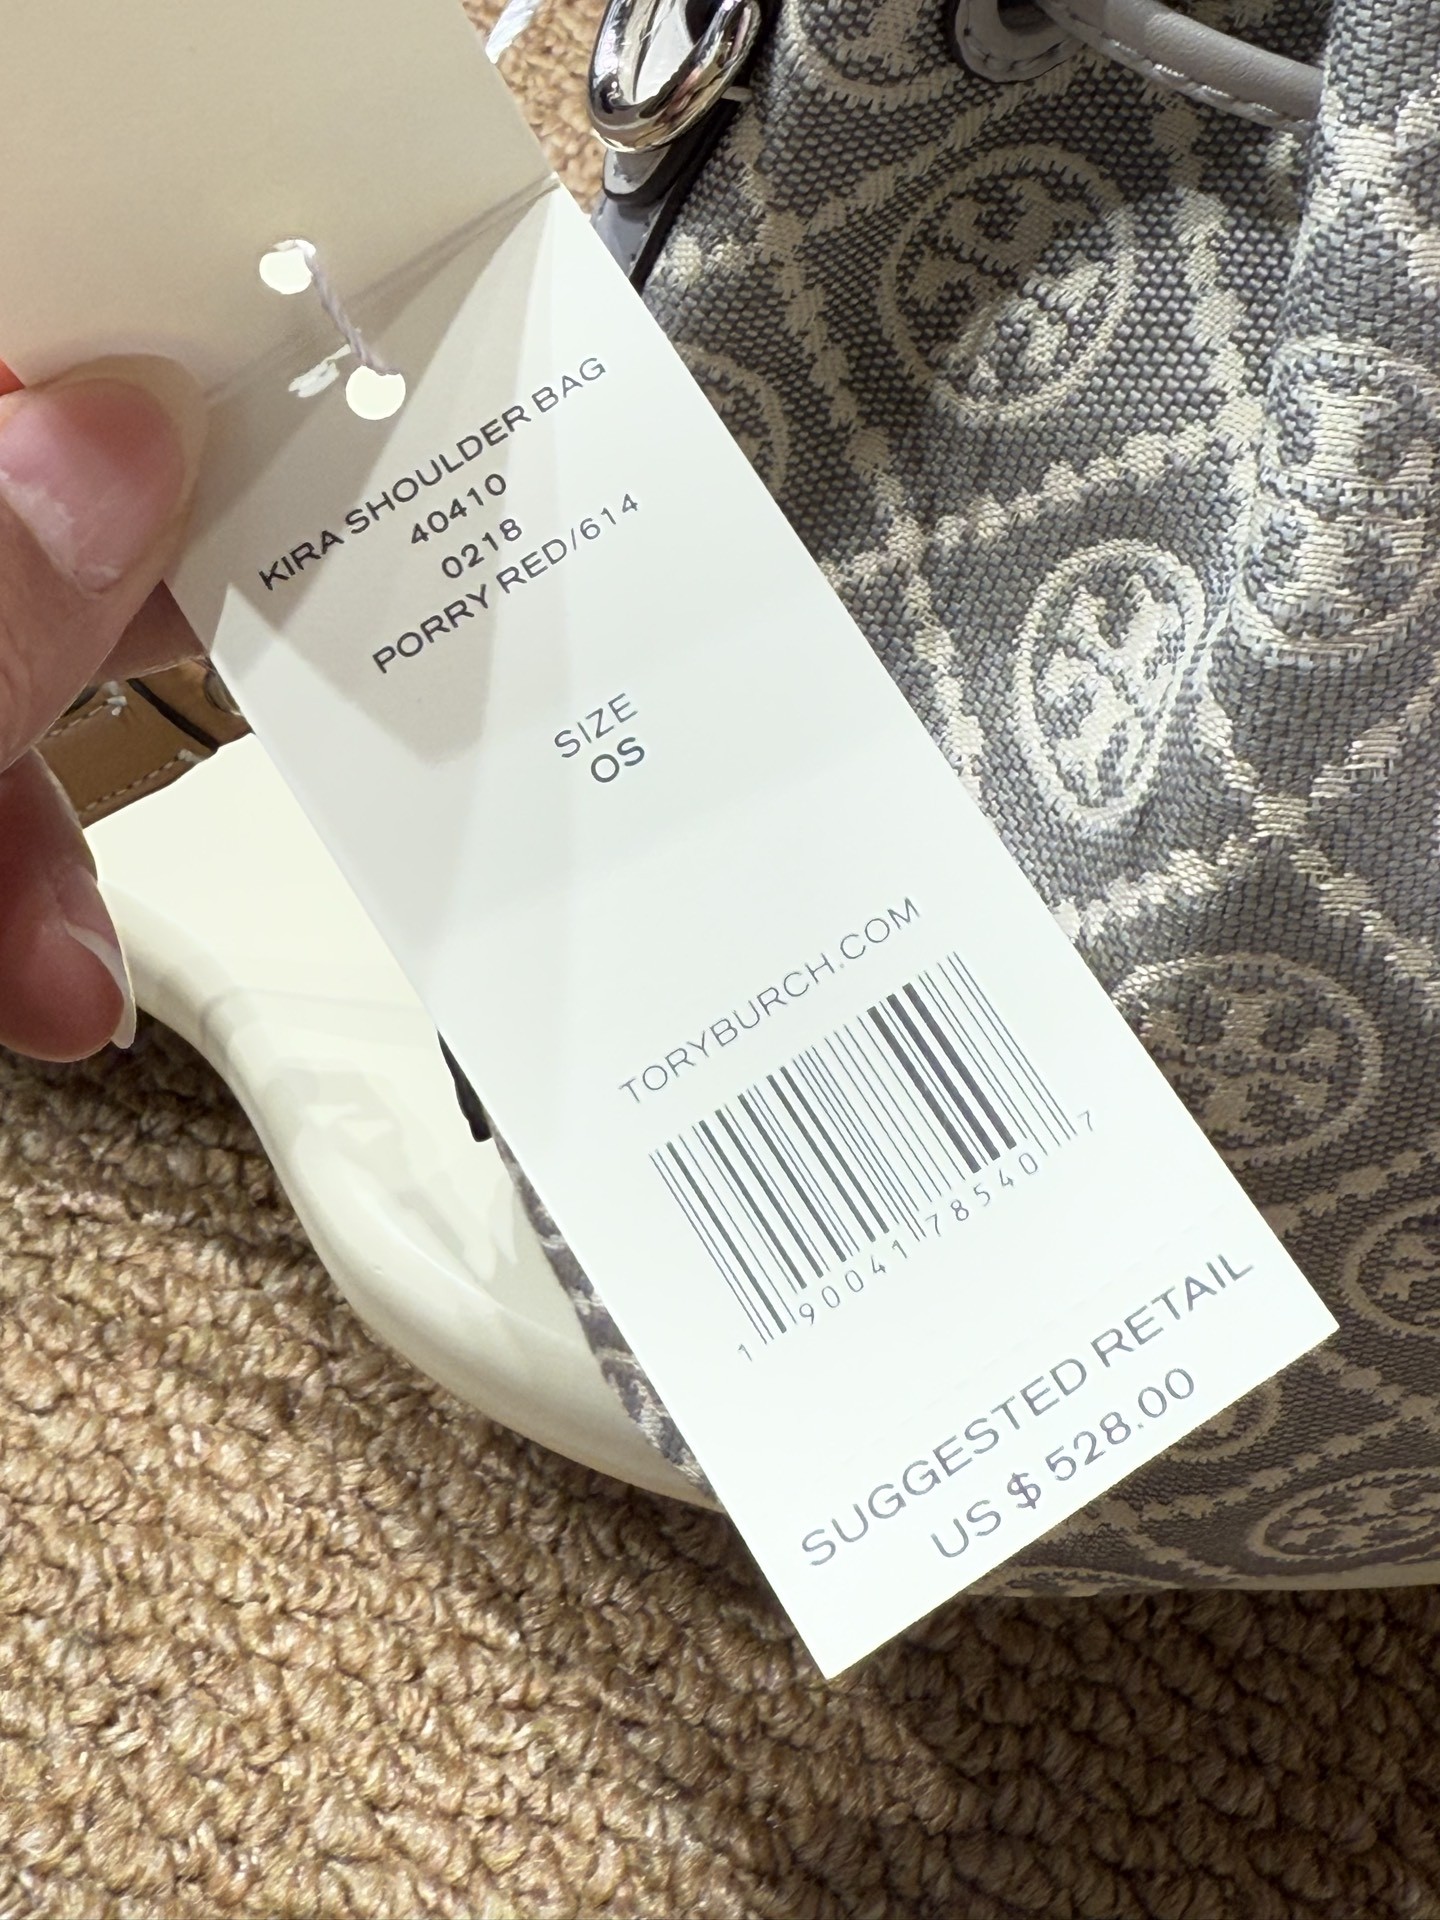 KIRA SHOULDER BAG
40410
0218
PORRY RED/614
SIZE
OS
TORYBURCH.COM
1 90041 78540 7
SUGGESTED RETAIL
US $ 528.00